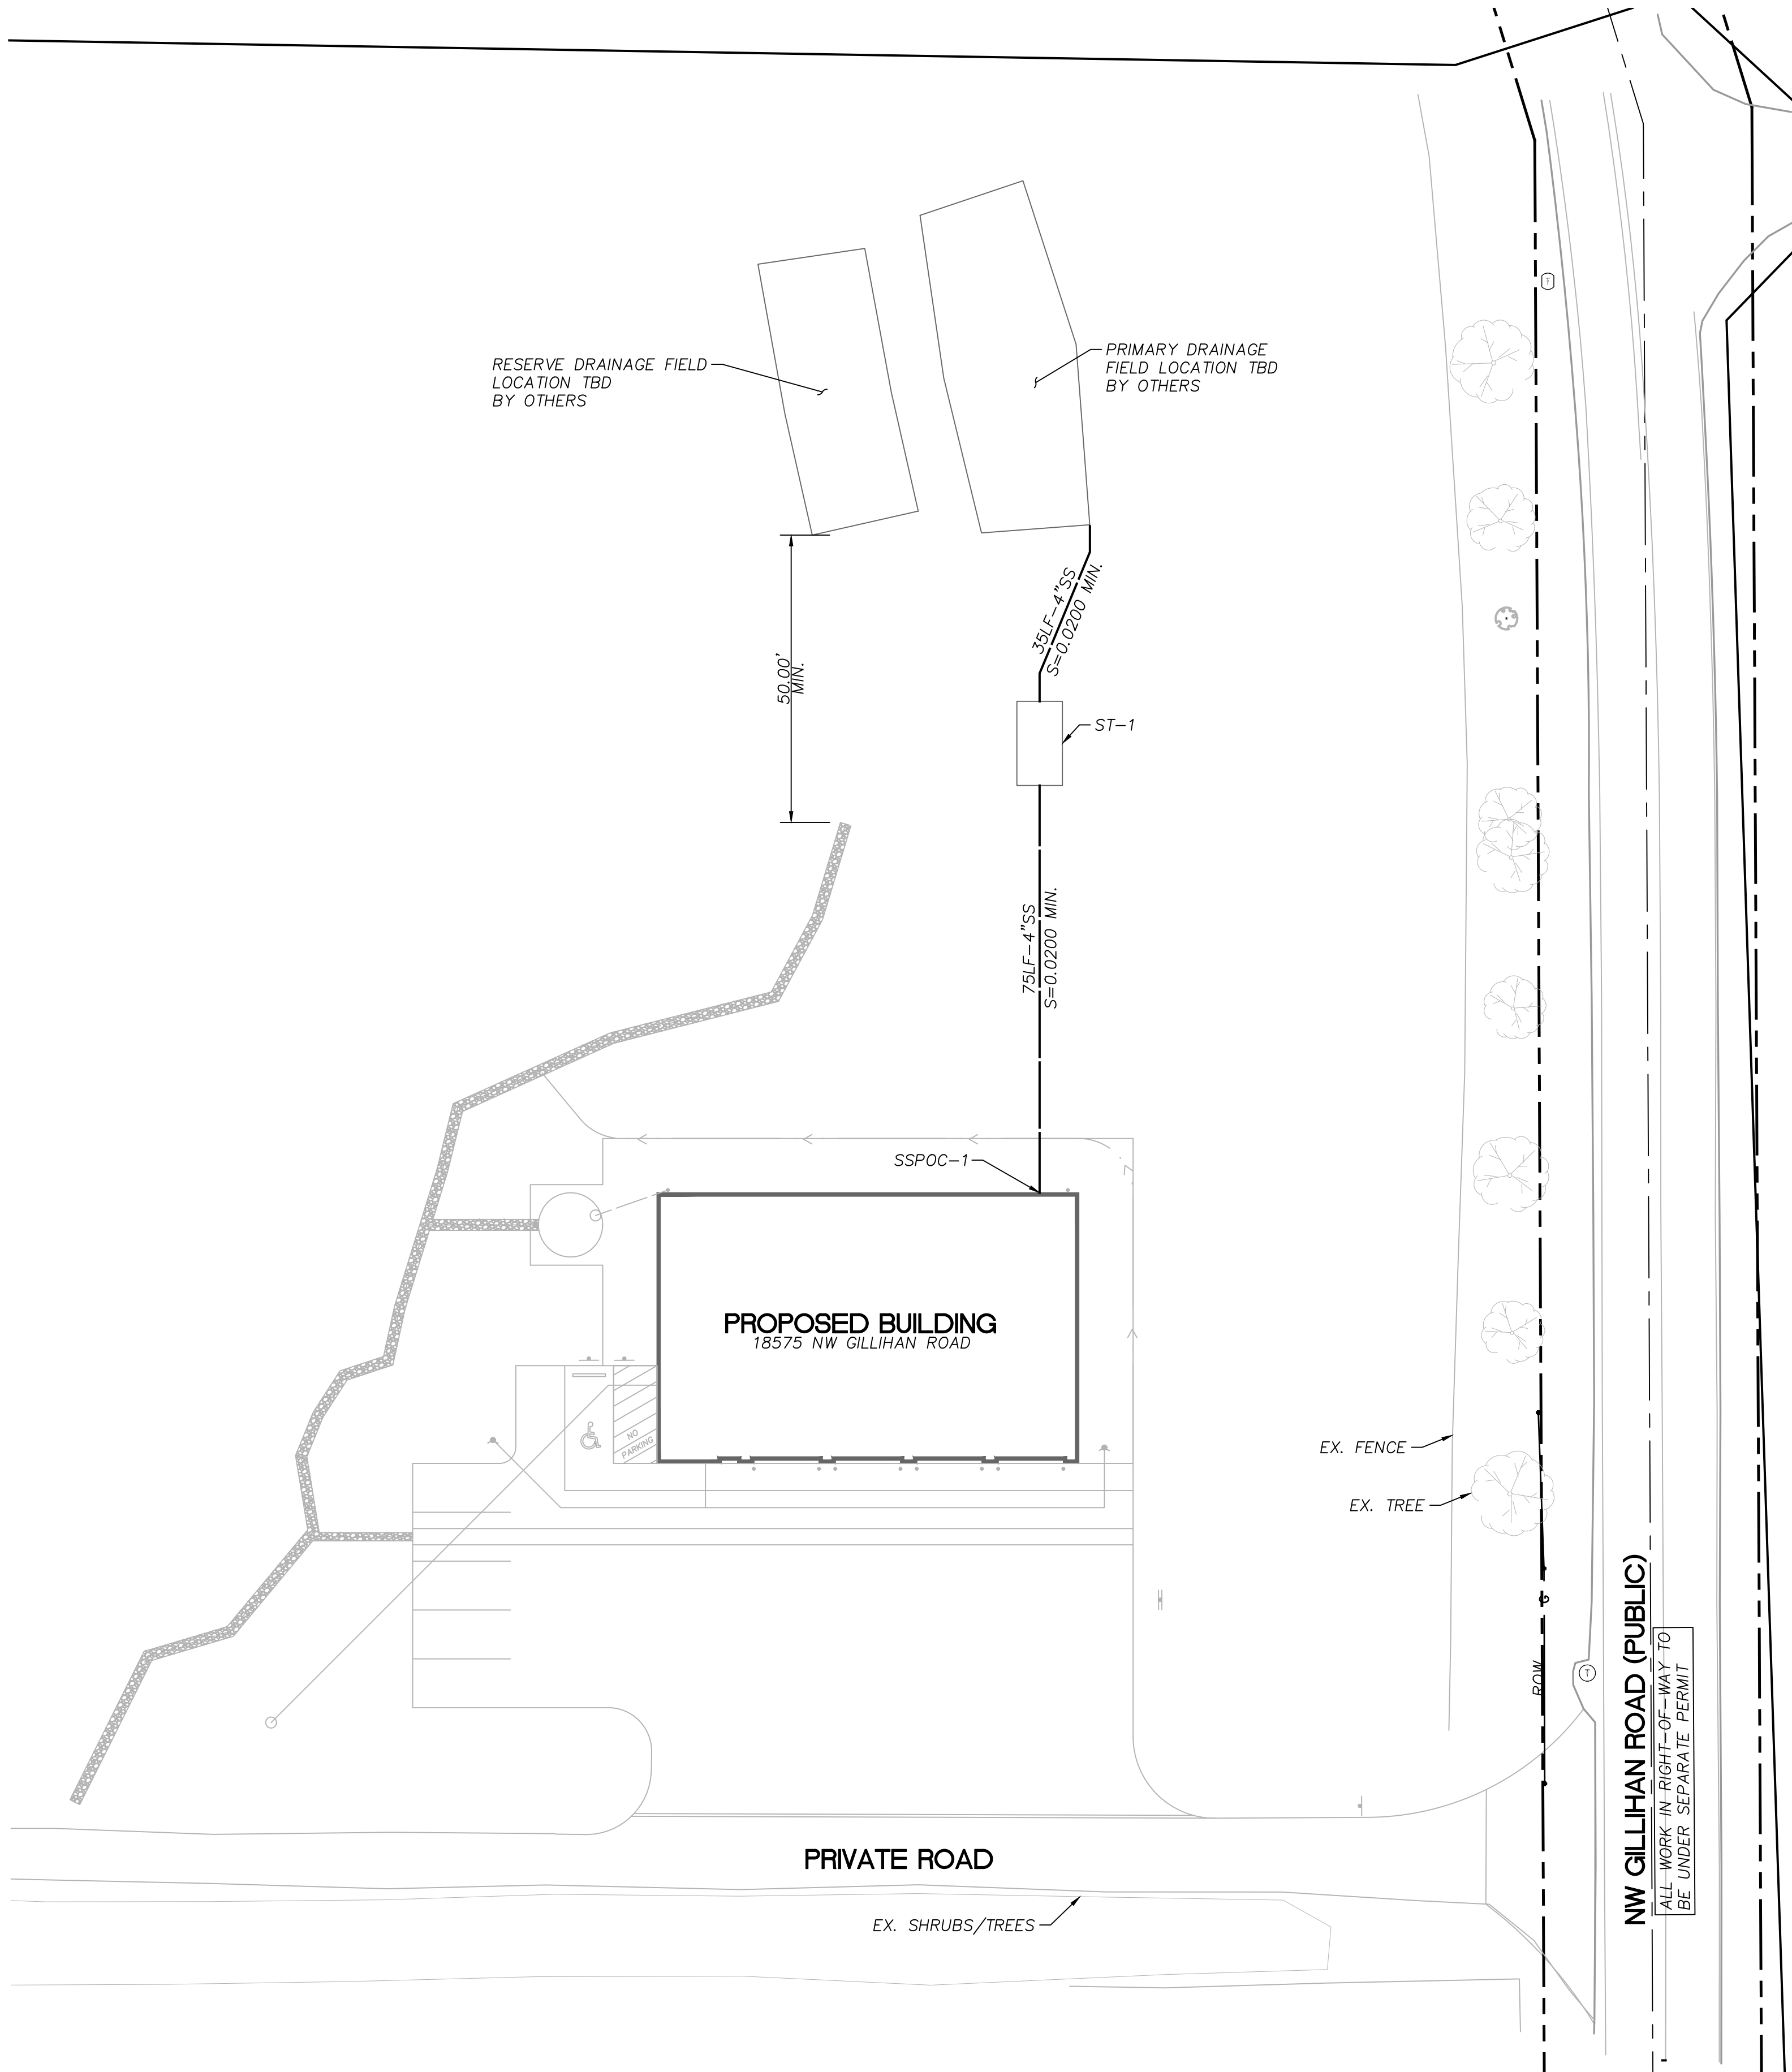 RESERVE DRAINAGE FIELD
LOCATION TBD
BY OTHERS
PRIMARY DRAINAGE
FIELD LOCATION TBD
BY OTHERS
T
35LF-4"SS
S=0.0200 MIN.
50.00'
MIN.
ST-1
75LF-4"SS
S=0.0200 MIN.
SSPOC-1
PROPOSED BUILDING
18575 NW GILLIHAN ROAD
NO
PARKING
EX. FENCE
EX. TREE
G
ROW
T
NW GILLIHAN ROAD (PUBLIC)
ALL WORK IN RIGHT-OF-WAY TO
BE UNDER SEPARATE PERMIT
PRIVATE ROAD
EX. SHRUBS/TREES